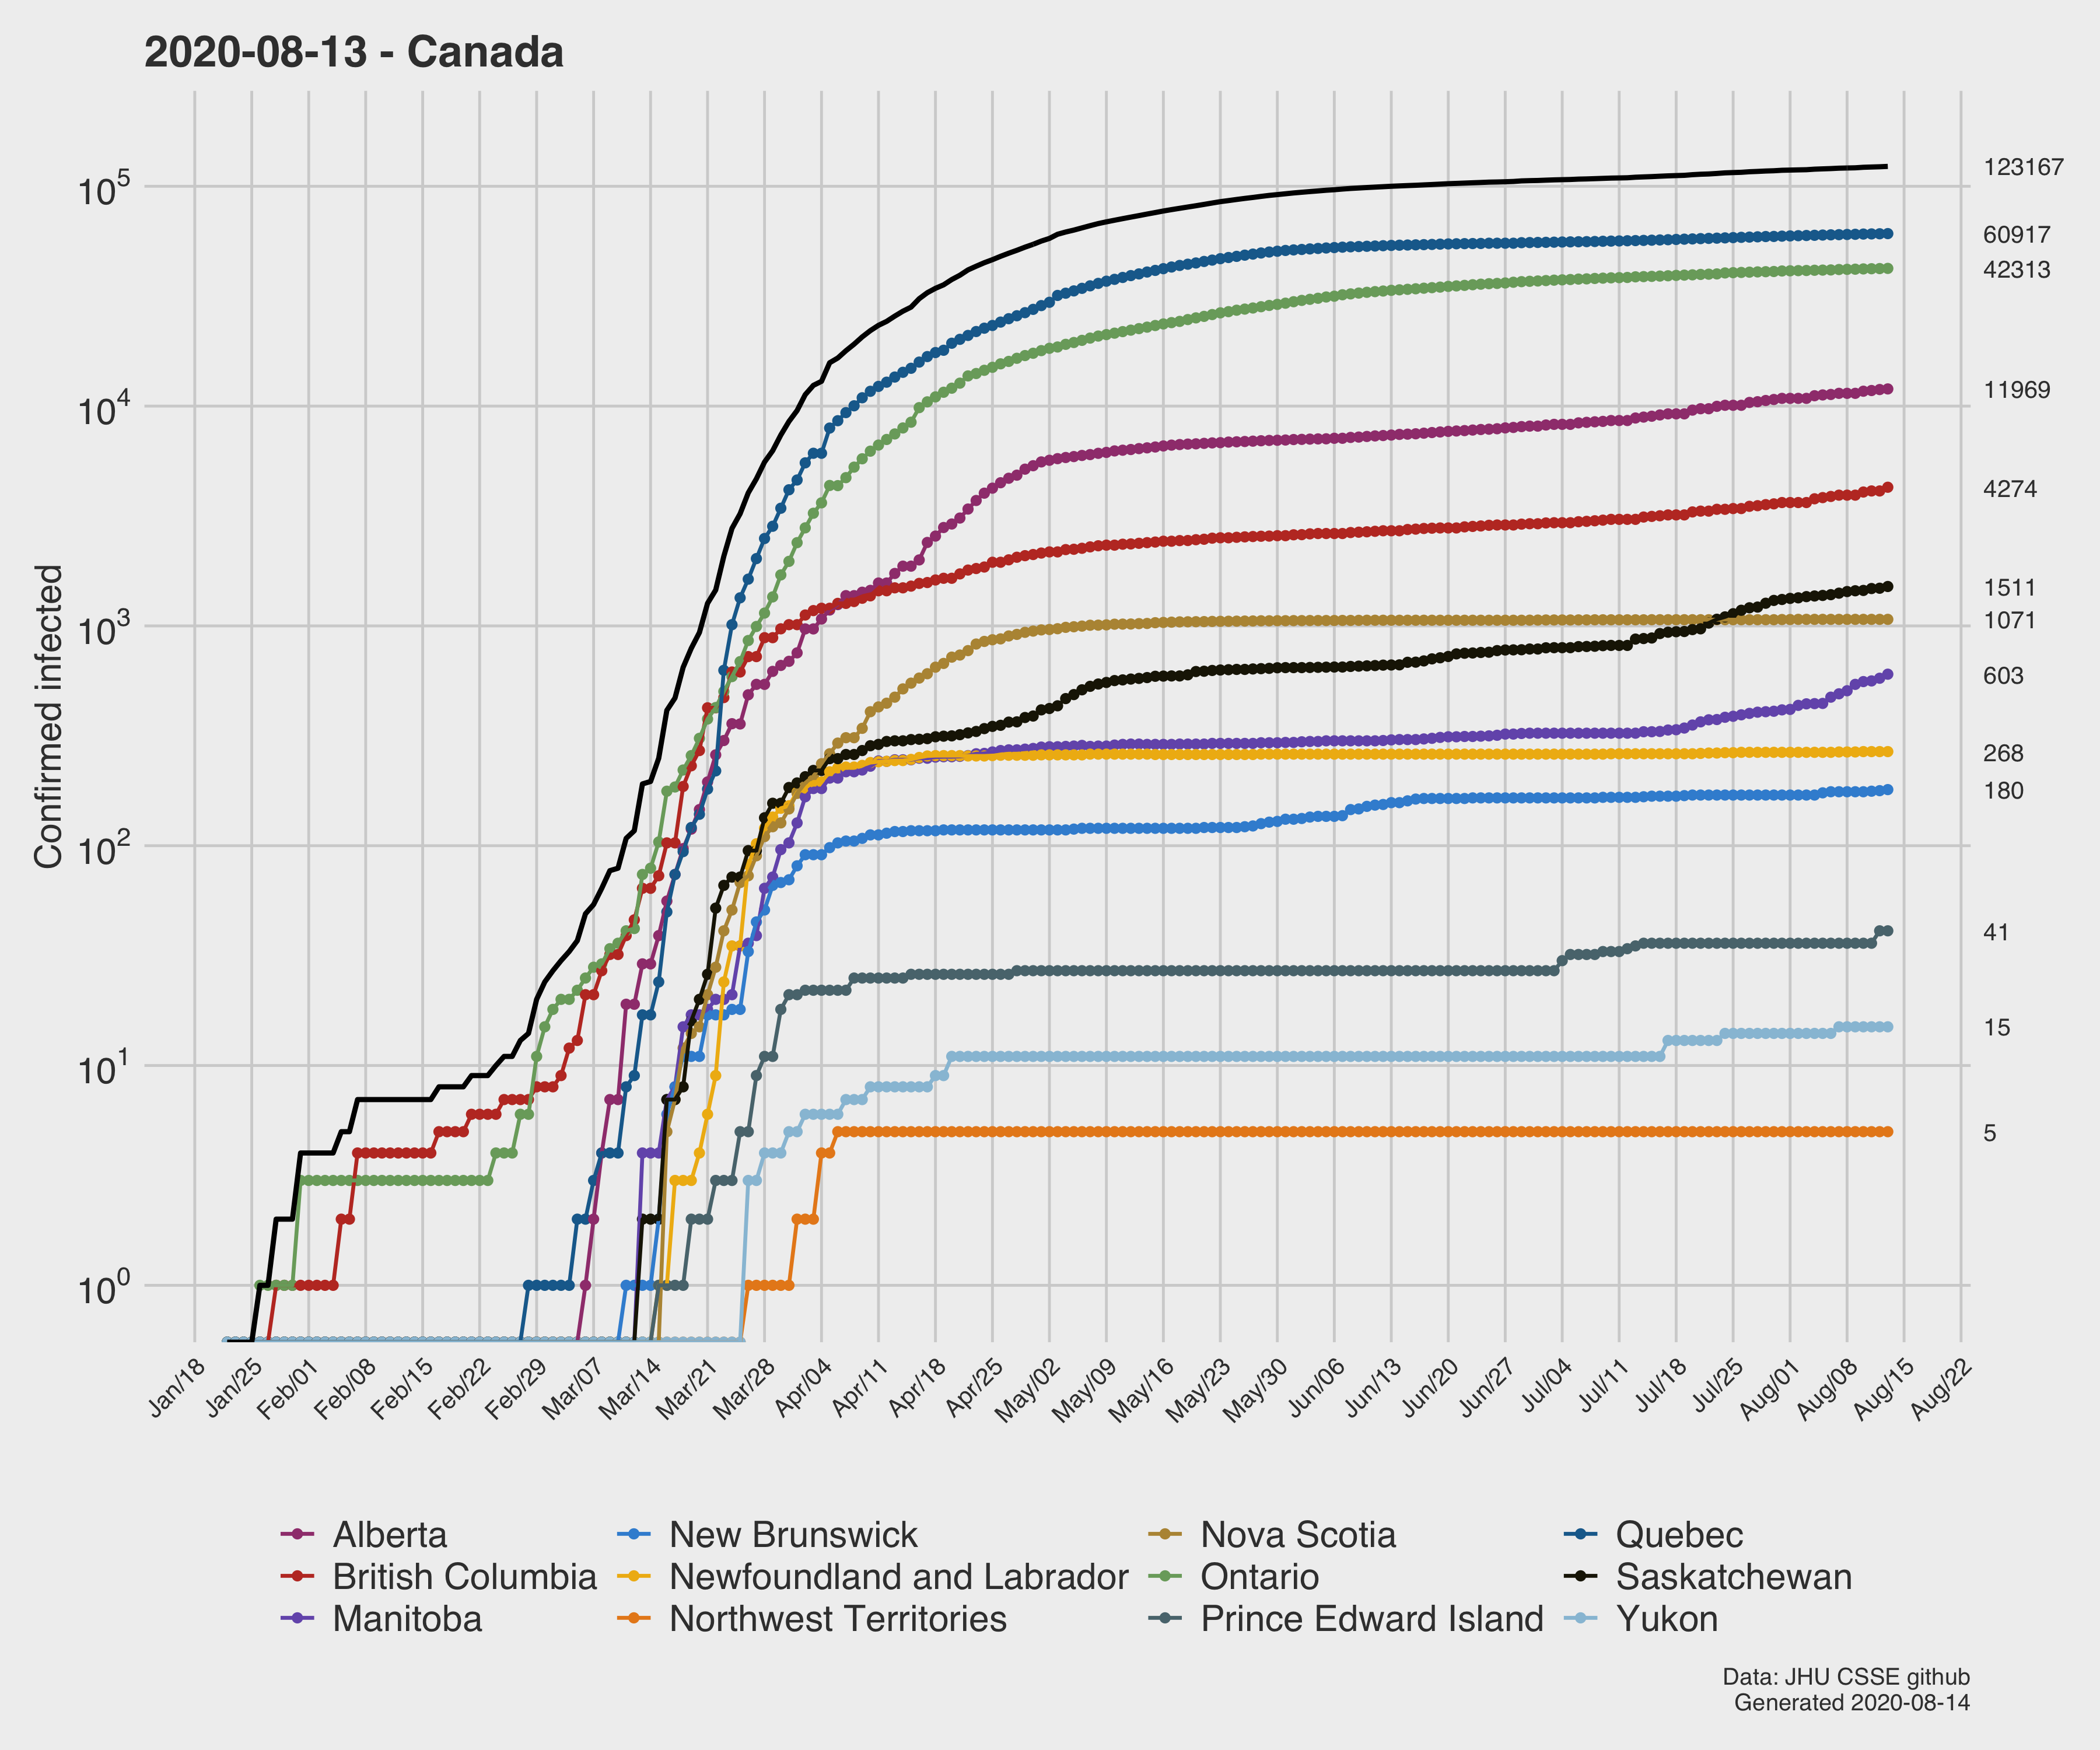 2020-08-13 - Canada
Confirmed infected
10^5
10^4
10^3
10^2
10^1
10^0
123167
60917
42313
11969
4274
1511
1071
603
268
180
41
15
5
Jan/18 Jan/25 Feb/01 Feb/08 Feb/15 Feb/22 Feb/29 Mar/07 Mar/14 Mar/21 Mar/28 Apr/04 Apr/11 Apr/18 Apr/25 May/02 May/09 May/16 May/23 May/30 Jun/06 Jun/13 Jun/20 Jun/27 Jul/04 Jul/11 Jul/18 Jul/25 Aug/01 Aug/08 Aug/15 Aug/22
Alberta New Brunswick Nova Scotia Quebec
British Columbia Newfoundland and Labrador Ontario Saskatchewan
Manitoba Northwest Territories Prince Edward Island Yukon
Data: JHU CSSE github
Generated 2020-08-14